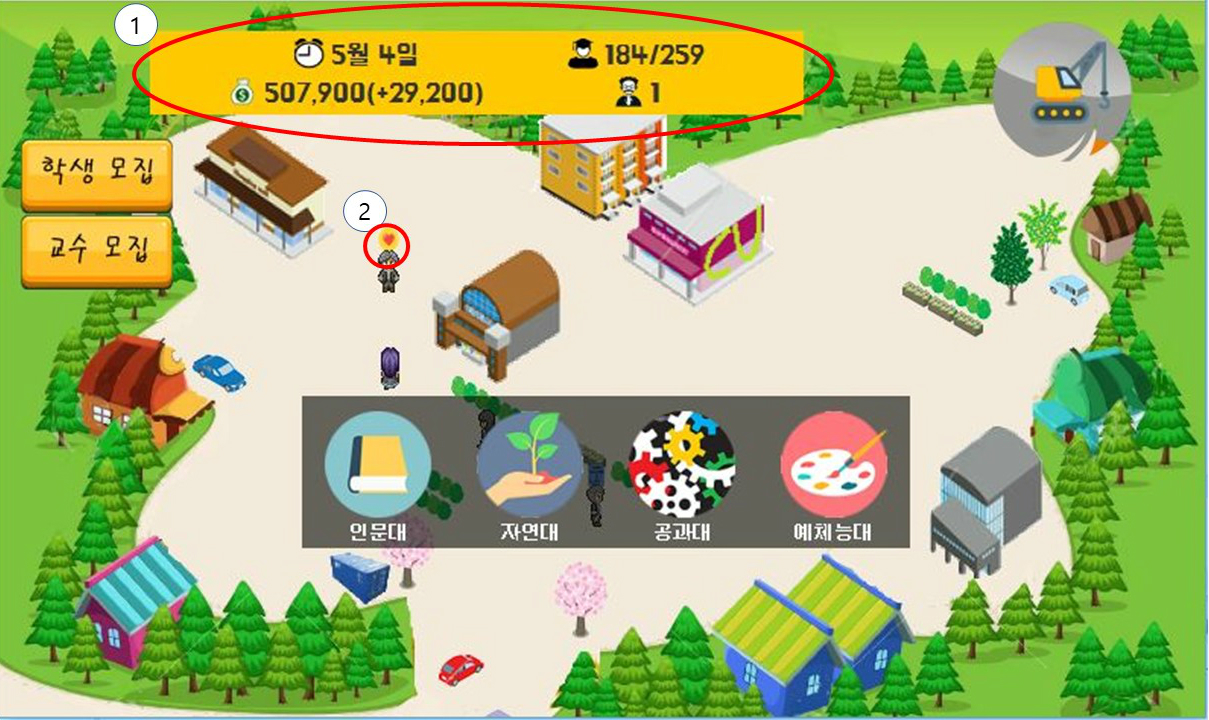 1
5월 4일
184/259
507,900(+29,200)
1
학생 모집
교수 모집
2
인문대
자연대
공과대
예체능대